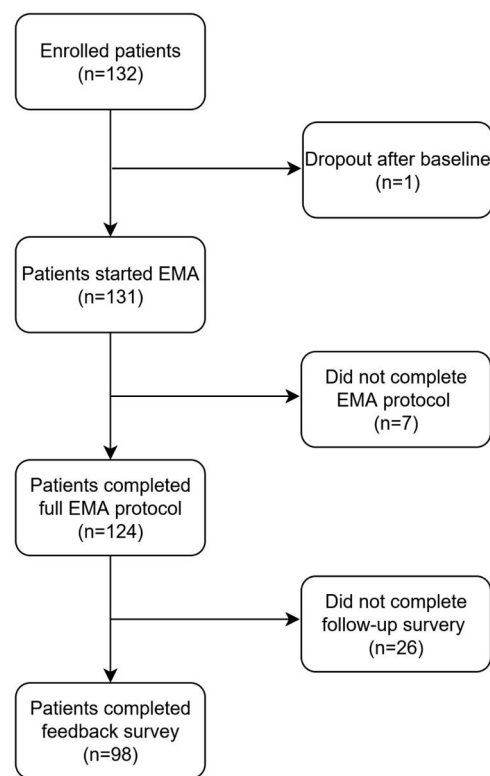 Enrolled patients
(n=132)
Dropout after baseline
(n=1)
Patients started EMA
(n=131)
Did not complete
EMA protocol
(n=7)
Patients completed
full EMA protocol
(n=124)
Did not complete
follow-up survery
(n=26)
Patients completed
feedback survey
(n=98)